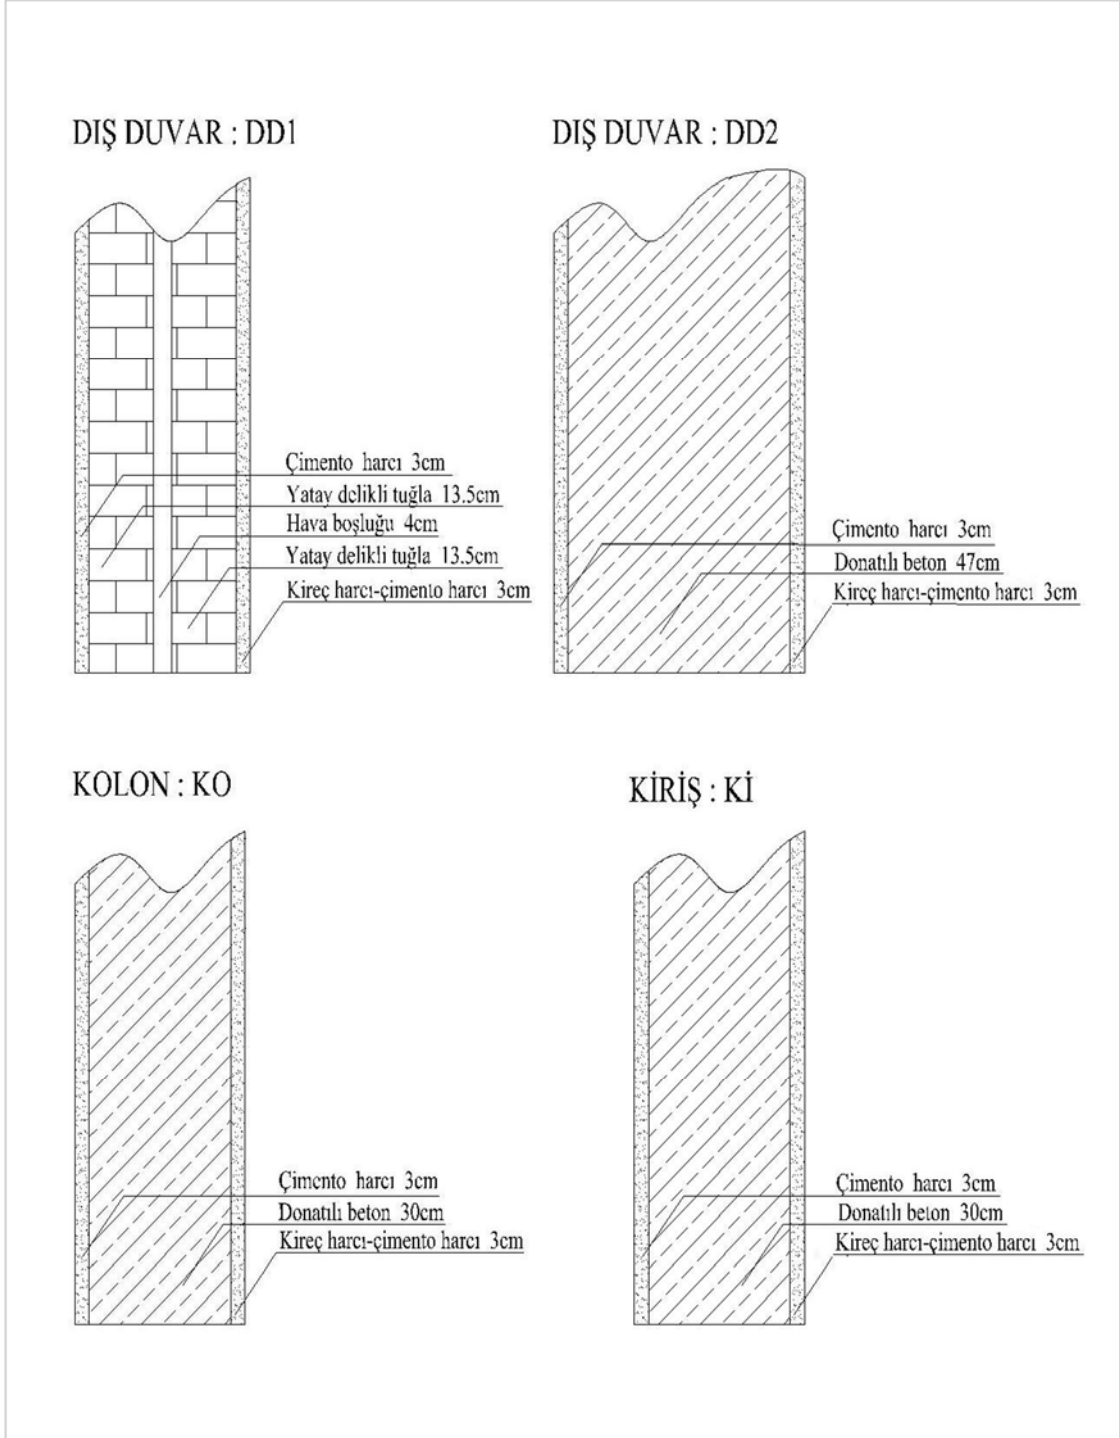 DIŞ DUVAR : DD1
Çimento harcı 3cm
Yatay delikli tuğla 13.5cm
Hava boşluğu 4cm
Yatay delikli tuğla 13.5cm
Kireç harcı-çimento harcı 3cm
DIŞ DUVAR : DD2
Çimento harcı 3cm
Donatılı beton 47cm
Kireç harcı-çimento harcı 3cm
KOLON : KO
Çimento harcı 3cm
Donatılı beton 30cm
Kireç harcı-çimento harcı 3cm
KİRİŞ : Kİ
Çimento harcı 3cm
Donatılı beton 30cm
Kireç harcı-çimento harcı 3cm